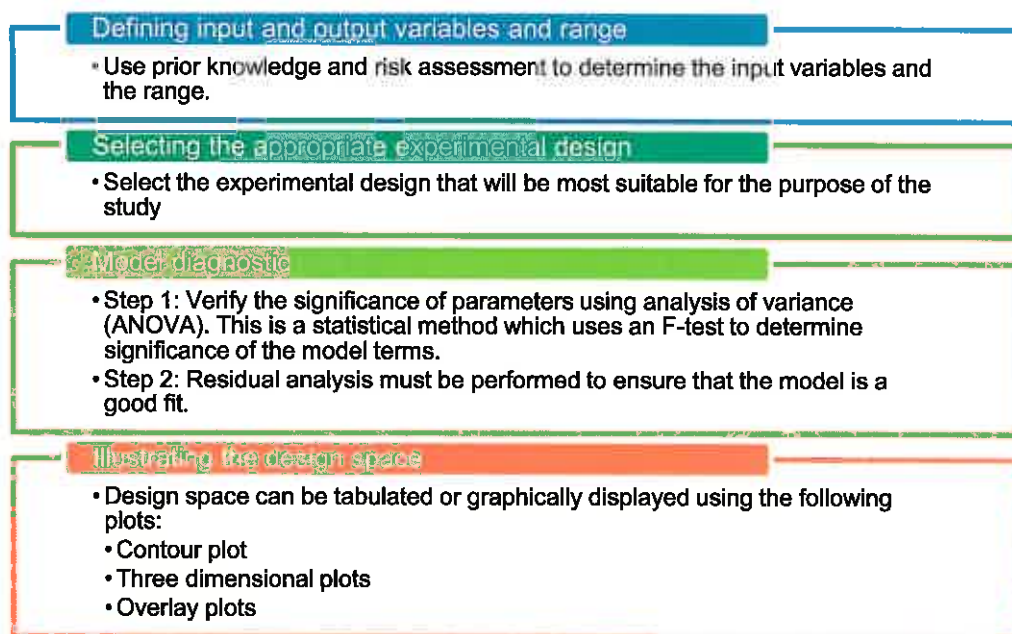 Defining input and output variables and range
• Use prior knowledge and risk assessment to determine the input variables and
the range.
Selecting the appropriate experimental design
• Select the experimental design that will be most suitable for the purpose of the
study
Model diagnostic
• Step 1: Verify the significance of parameters using analysis of variance
(ANOVA). This is a statistical method which uses an F-test to determine
significance of the model terms.
• Step 2: Residual analysis must be performed to ensure that the model is a
good fit.
Illustrating the design space
• Design space can be tabulated or graphically displayed using the following
plots:
• Contour plot
• Three dimensional plots
• Overlay plots